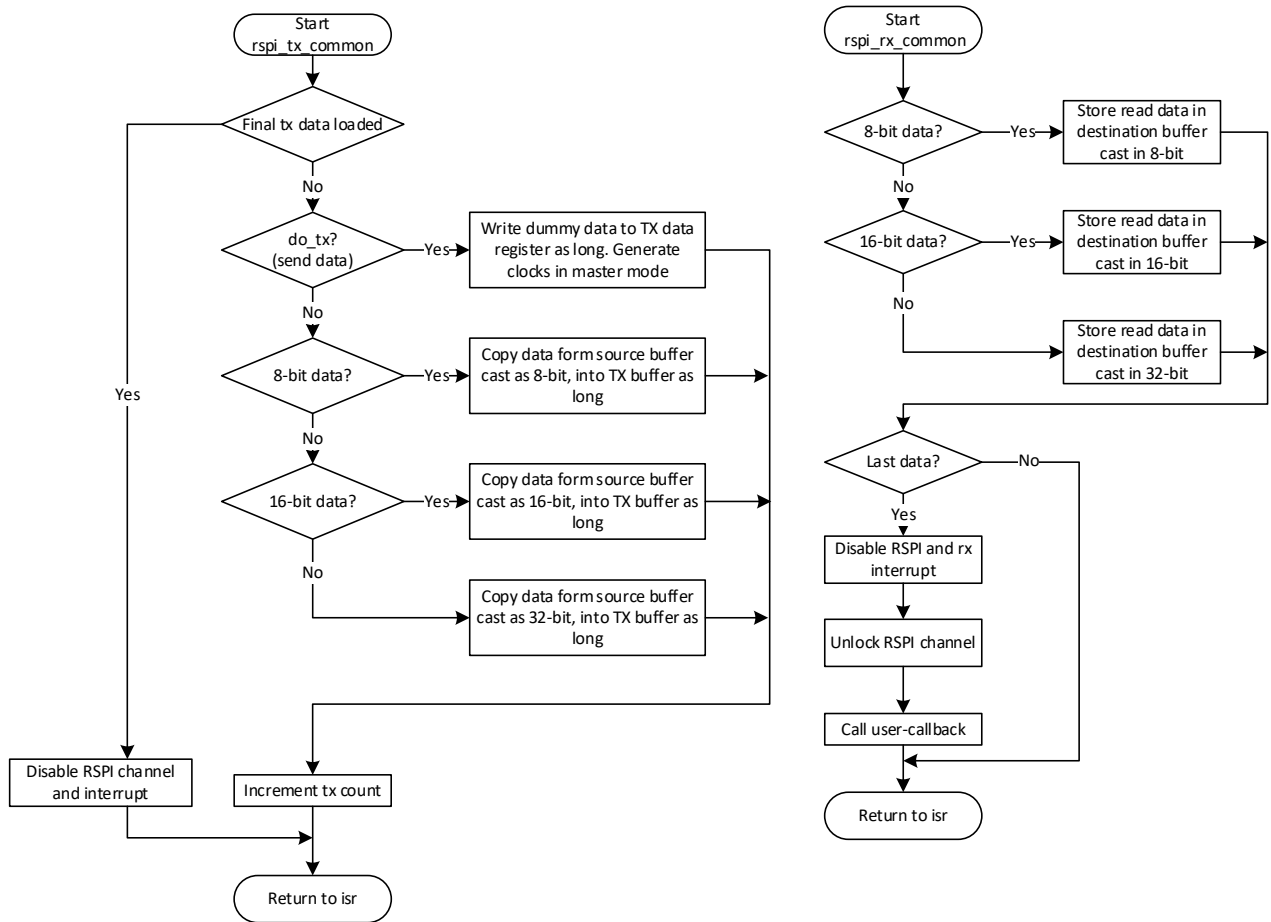 Start
rspi_tx_common
Final tx data loaded
No
do_tx?
(send data)
Yes
Write dummy data to TX data
register as long. Generate
clocks in master mode
No
8-bit data?
Yes
Copy data form source buffer
cast as 8-bit, into TX buffer as
long
Yes
No
16-bit data?
Yes
Copy data form source buffer
cast as 16-bit, into TX buffer as
long
No
Copy data form source buffer
cast as 32-bit, into TX buffer as
long
Disable RSPI channel
and interrupt
Increment tx count
Return to isr
Start
rspi_rx_common
8-bit data?
Yes
Store read data in
destination buffer
cast in 8-bit
No
16-bit data?
Yes
Store read data in
destination buffer
cast in 16-bit
No
Store read data in
destination buffer
cast in 32-bit
Last data?
No
Yes
Disable RSPI and rx
interrupt
Unlock RSPI channel
Call user-callback
Return to isr